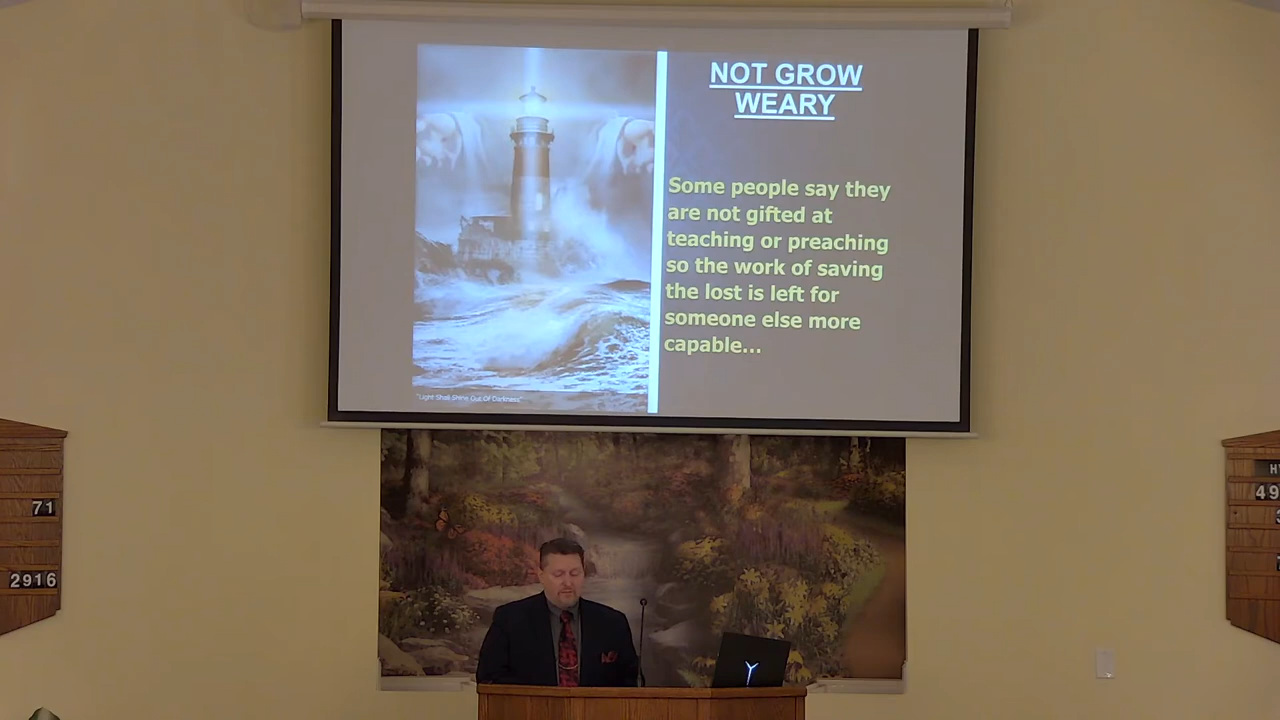 NOT GROW
WEARY
Some people say they
are not gifted at
teaching or preaching
so the work of saving
the lost is left for
someone else more
capable...
"Light Shall Shine Out Of Darkness"
71
2916
H
49